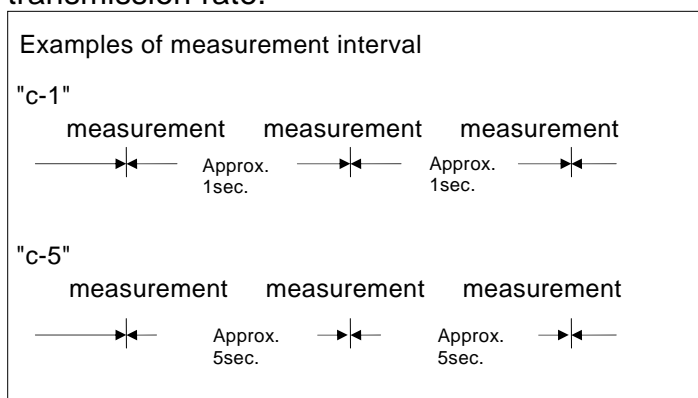 transmission rate.
Examples of measurement interval
"c-1"
measurement measurement measurement
Approx. Approx.
1sec. 1sec.
"c-5"
measurement measurement measurement
Approx. Approx.
5sec. 5sec.